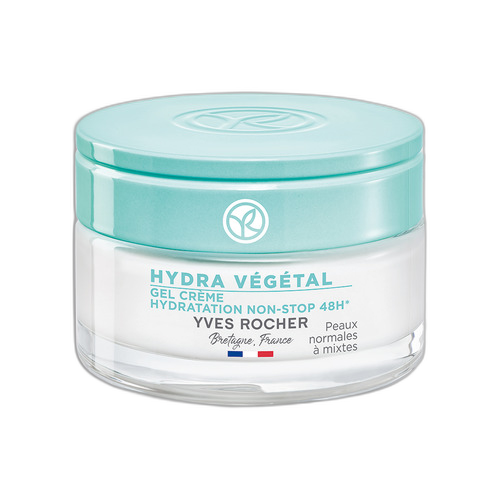 HYDRA VÉGÉTAL
GEL CRÈME
HYDRATATION NON-STOP 48H*
YVES ROCHER
Bretagne, France
Peaux
normales
à mixtes